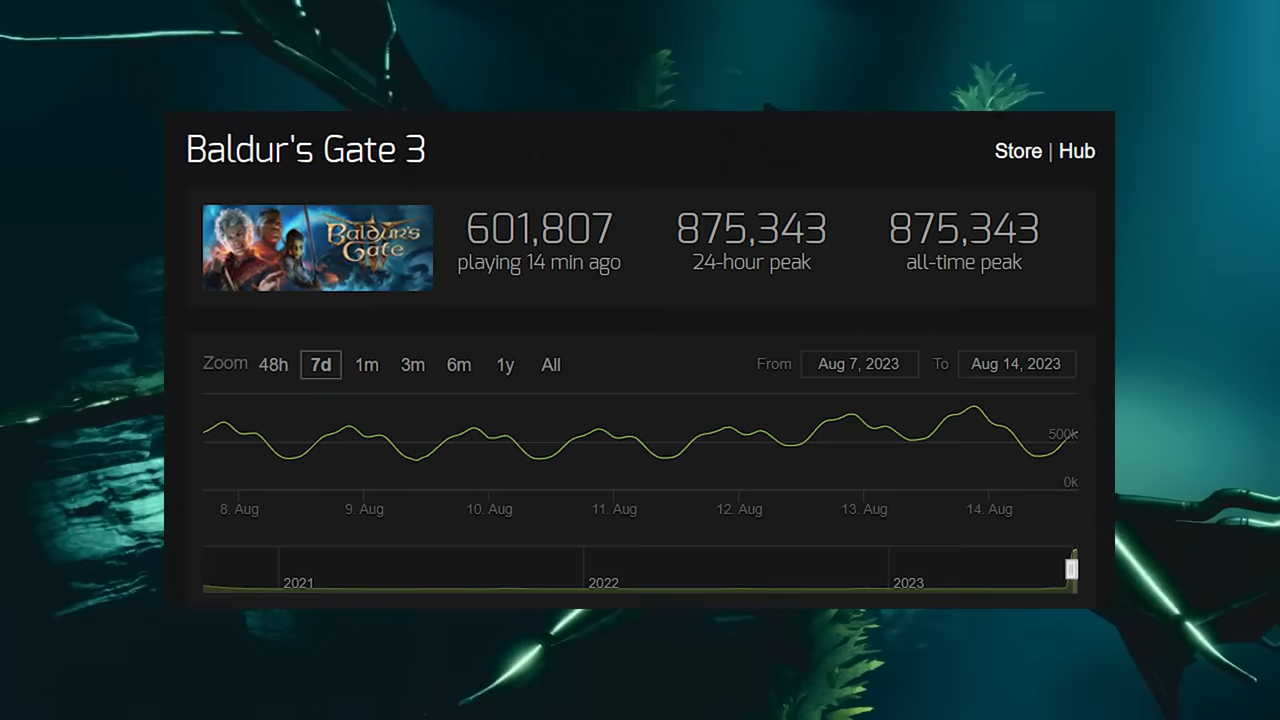 Baldur's Gate 3
Store | Hub
BALDUR'S
GATE
601,807
playing 14 min ago
875,343
24-hour peak
875,343
all-time peak
Zoom 48h 7d 1m 3m 6m 1y All
From Aug 7, 2023 To Aug 14, 2023
500k
0k
8. Aug 9. Aug 10. Aug 11. Aug 12. Aug 13. Aug 14. Aug
2021 2022 2023